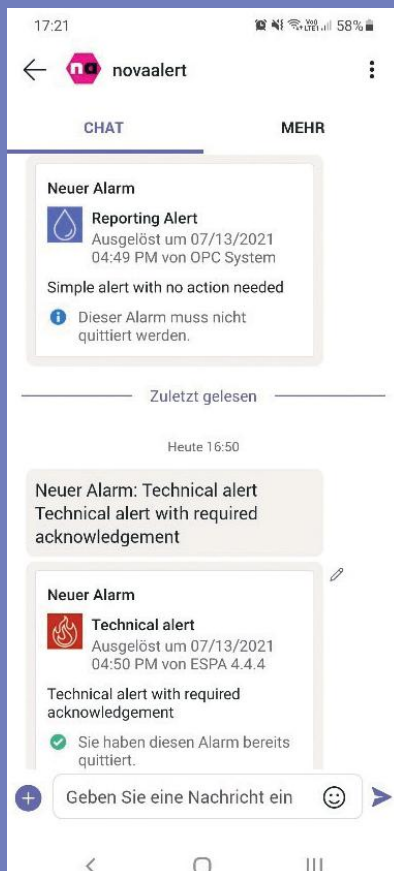 17:21
Vo)) LTE1 58%
na novaalert
CHAT MEHR
Neuer Alarm
Reporting Alert
Ausgelöst um 07/13/2021
04:49 PM von OPC System
Simple alert with no action needed
Dieser Alarm muss nicht
quittiert werden.
Zuletzt gelesen
Heute 16:50
Neuer Alarm: Technical alert
Technical alert with required
acknowledgement
Neuer Alarm
Technical alert
Ausgelöst um 07/13/2021
04:50 PM von ESPA 4.4.4
Technical alert with required
acknowledgement
Sie haben diesen Alarm bereits
quittiert.
Geben Sie eine Nachricht ein